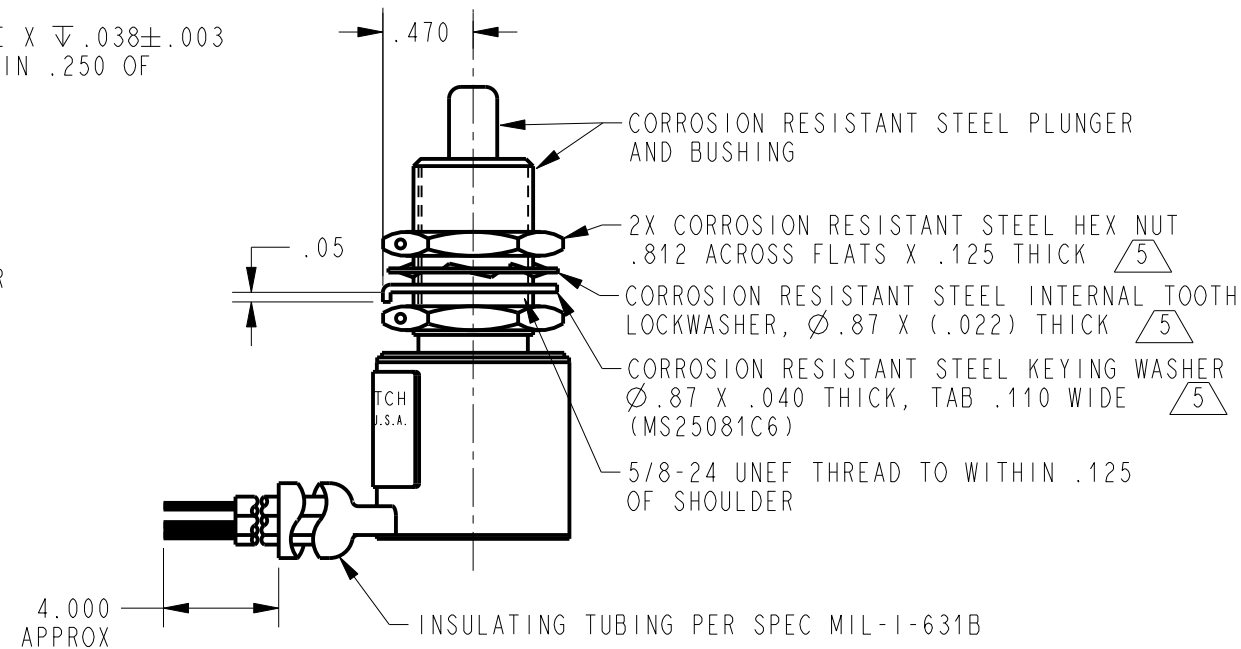 X ↧ .038±.003
IN .250 OF
.470
CORROSION RESISTANT STEEL PLUNGER
AND BUSHING
2X CORROSION RESISTANT STEEL HEX NUT
.812 ACROSS FLATS X .125 THICK 5
.05
CORROSION RESISTANT STEEL INTERNAL TOOTH
LOCKWASHER, Ø.87 X (.022) THICK 5
CORROSION RESISTANT STEEL KEYING WASHER
Ø.87 X .040 THICK, TAB .110 WIDE 5
(MS25081C6)
TCH
U.S.A.
5/8-24 UNEF THREAD TO WITHIN .125
OF SHOULDER
4.000
APPROX
INSULATING TUBING PER SPEC MIL-I-631B